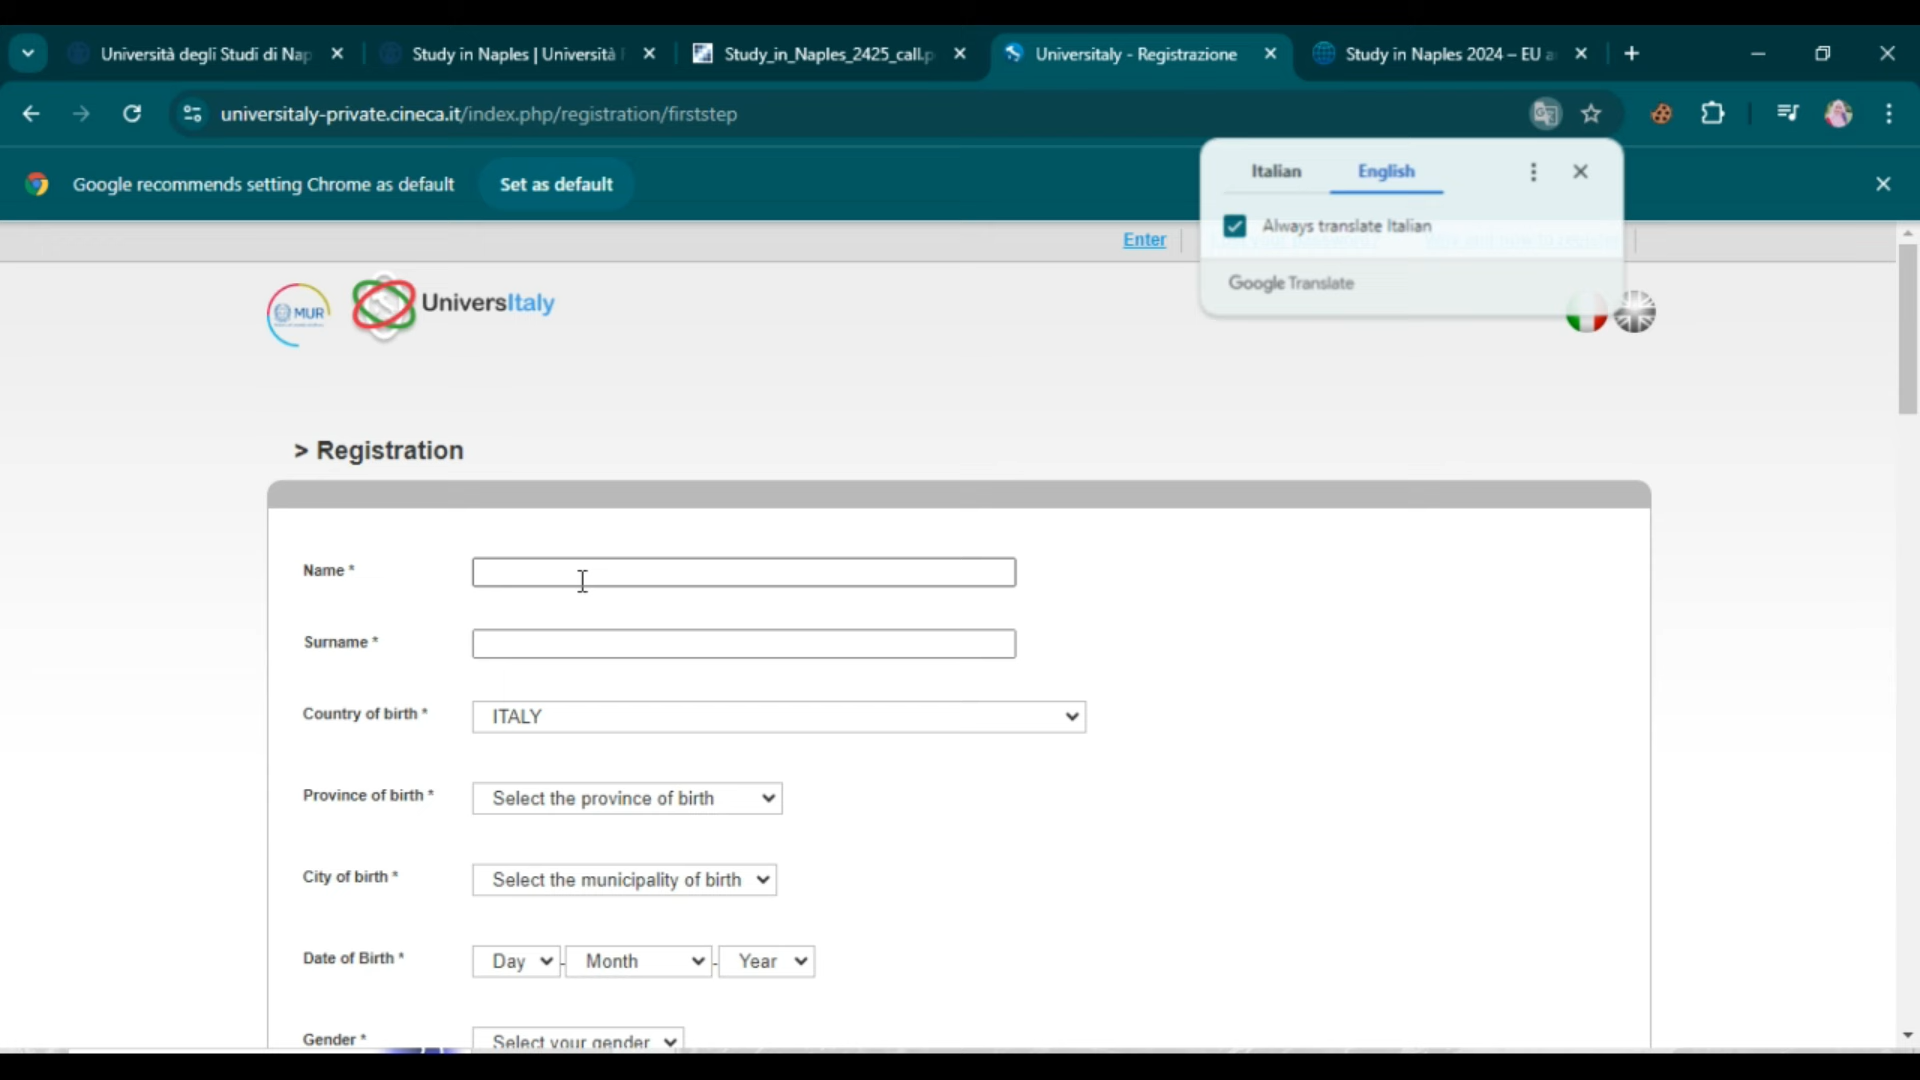 Università degli Studi di Nap
Study in Naples | Università
Study_in_Naples_2425_call.p
Universitaly - Registrazione
Study in Naples 2024 – EU a
universitaly-private.cineca.it/index.php/registration/firststep
Google recommends setting Chrome as default
Set as default
Italian
English
Always translate Italian
Google Translate
Enter
MUR
UniversItaly
> Registration
Name *
Surname *
Country of birth *
ITALY
Province of birth *
Select the province of birth
City of birth *
Select the municipality of birth
Date of Birth *
Day - Month - Year
Gender *
Select your gender